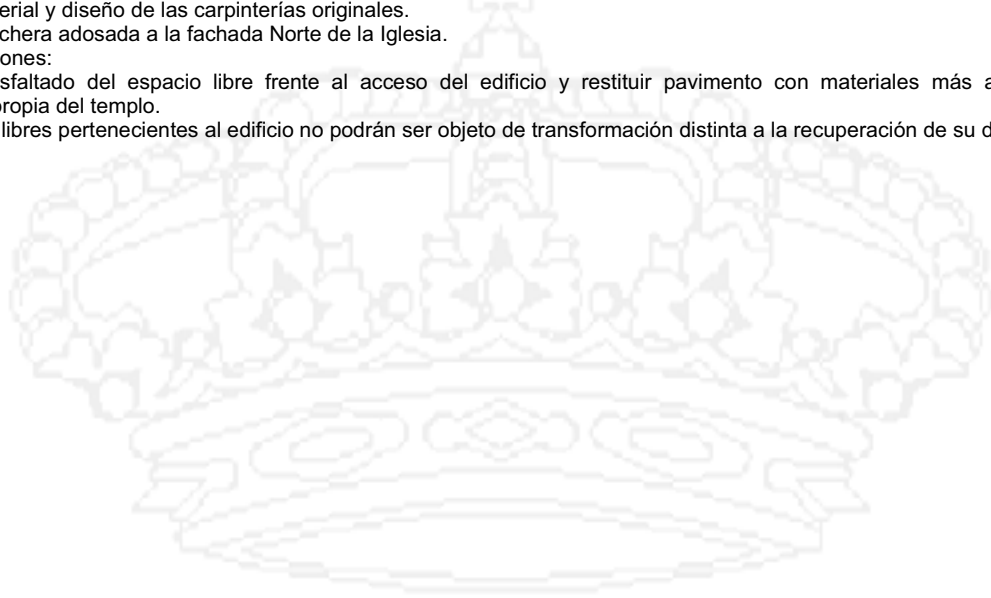 erial y diseño de las carpinterías originales.
chera adosada a la fachada Norte de la Iglesia.
ones:
sfaltado del espacio libre frente al acceso del edificio y restituir pavimento con materiales más a
propia del templo.
libres pertenecientes al edificio no podrán ser objeto de transformación distinta a la recuperación de su d